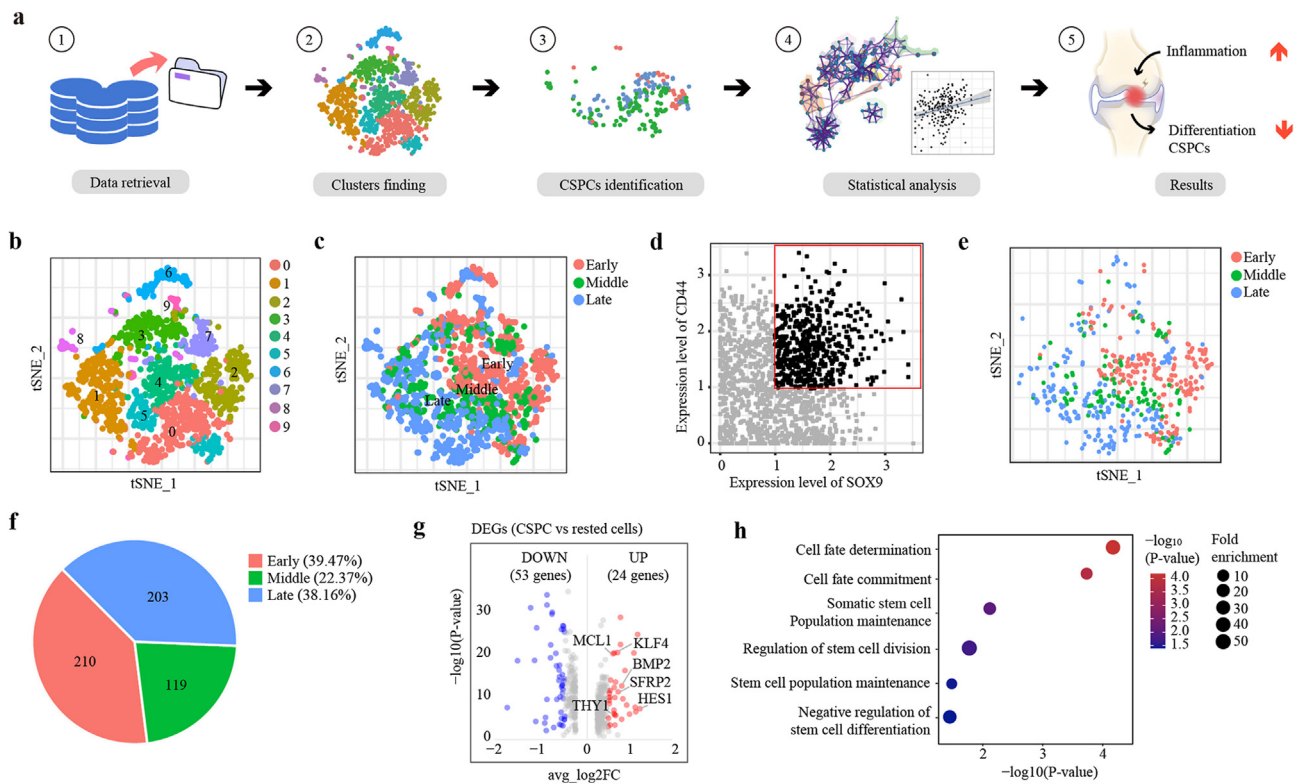 a
1
2
3
4
5
Inflammation
Differentiation
CSPCs
Data retrieval
Clusters finding
CSPCs identification
Statistical analysis
Results
b
tSNE_2
6
9
8
3
7
2
1
4
5
0
tSNE_1
0
1
2
3
4
5
6
7
8
9
c
tSNE_2
Early
Middle
Late
tSNE_1
Early
Middle
Late
d
Expression level of CD44
3
2
1
0
0
1
2
3
Expression level of SOX9
e
tSNE_2
tSNE_1
Early
Middle
Late
f
203
210
119
Early (39.47%)
Middle (22.37%)
Late (38.16%)
g
DEGs (CSPC vs rested cells)
DOWN
(53 genes)
UP
(24 genes)
−log10(P-value)
30
20
10
0
MCL1
KLF4
BMP2
SFRP2
THY1
HES1
−2
−1
0
1
2
avg_log2FC
h
Cell fate determination
Cell fate commitment
Somatic stem cell
Population maintenance
Regulation of stem cell division
Stem cell population maintenance
Negative regulation of
stem cell differentiation
2
3
4
−log10(P-value)
−log₁₀
(P-value)
4.0
3.5
3.0
2.5
2.0
1.5
Fold
enrichment
10
20
30
40
50